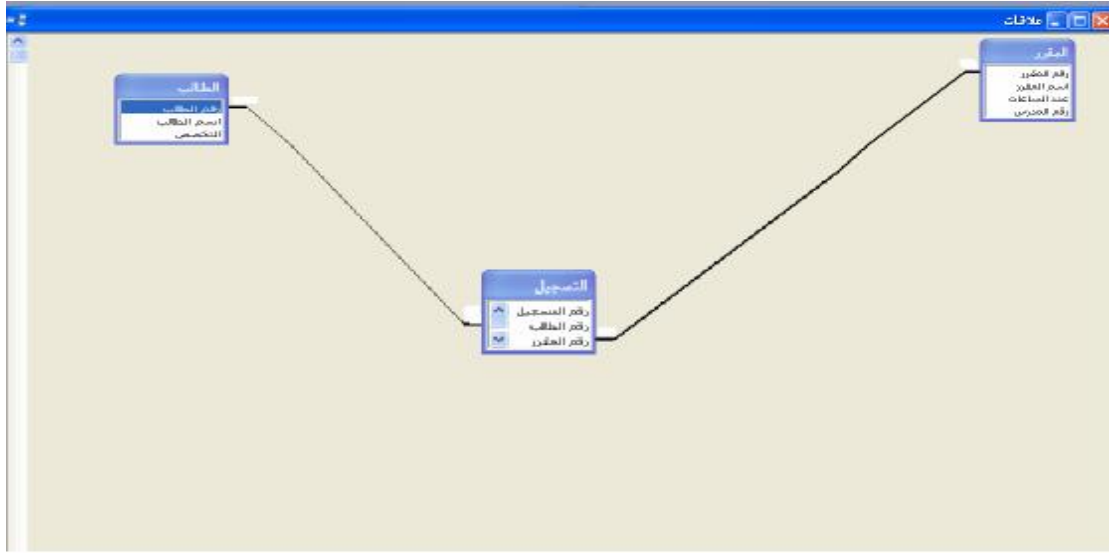 علاقات
المقرر
رقم المقرر
اسم المقرر
عدد الساعات
رقم المدرس
الطالب
رقم الطالب
اسم الطالب
التخصص
التسجيل
رقم التسجيل
رقم الطالب
رقم المقرر